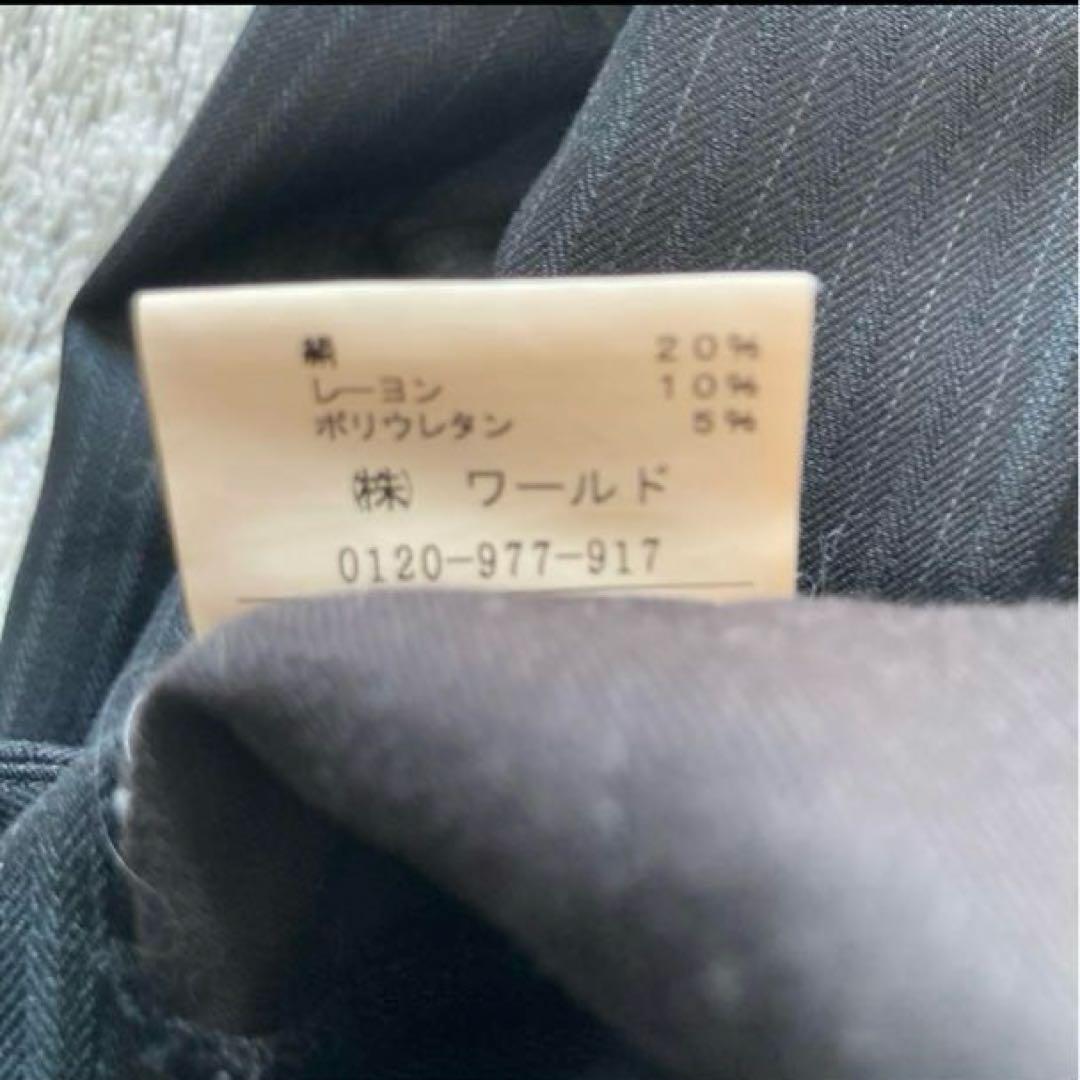 20%
レーヨン 10%
ポリウレタン 5%
㈱ ワールド
0120-977-917